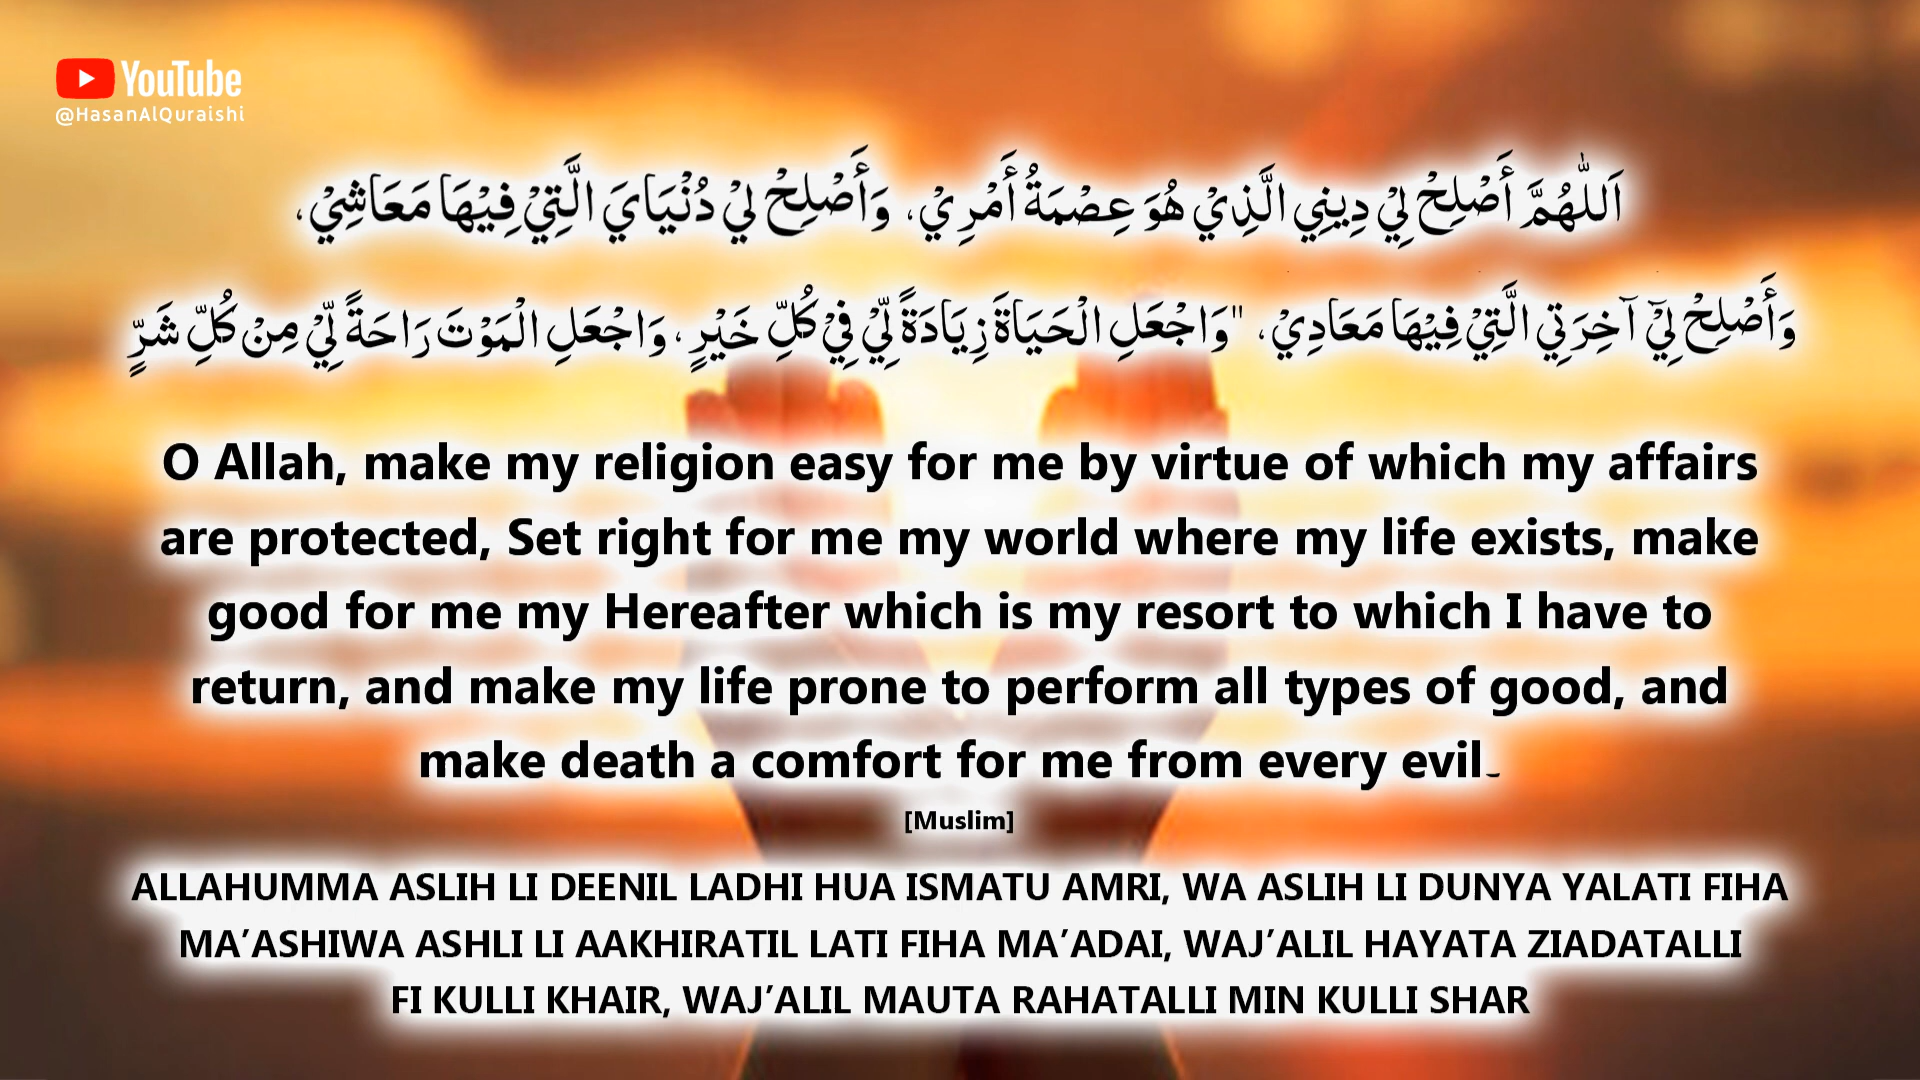 YouTube
@HasanAlQuraishi
اَللّٰهُمَّ أَصْلِحْ لِيْ دِينِي الَّذِيْ هُوَ عِصْمَةُ أَمْرِيْ، وَأَصْلِحْ لِيْ دُنْيَايَ الَّتِيْ فِيْهَا مَعَاشِيْ،
وَأَصْلِحْ لِيْٓ آخِرَتِي الَّتِيْ فِيْهَا مَعَادِيْ، "وَاجْعَلِ الْحَيَاةَ زِيَادَةً لِّيْ فِيْ كُلِّ خَيْرٍ، وَاجْعَلِ الْمَوْتَ رَاحَةً لِّيْ مِنْ كُلِّ شَرٍّ
O Allah, make my religion easy for me by virtue of which my affairs
are protected, Set right for me my world where my life exists, make
good for me my Hereafter which is my resort to which I have to
return, and make my life prone to perform all types of good, and
make death a comfort for me from every evil۔
[Muslim]
ALLAHUMMA ASLIH LI DEENIL LADHI HUA ISMATU AMRI, WA ASLIH LI DUNYA YALATI FIHA
MA’ASHIWA ASHLI LI AAKHIRATIL LATI FIHA MA’ADAI, WAJ’ALIL HAYATA ZIADATALLI
FI KULLI KHAIR, WAJ’ALIL MAUTA RAHATALLI MIN KULLI SHAR